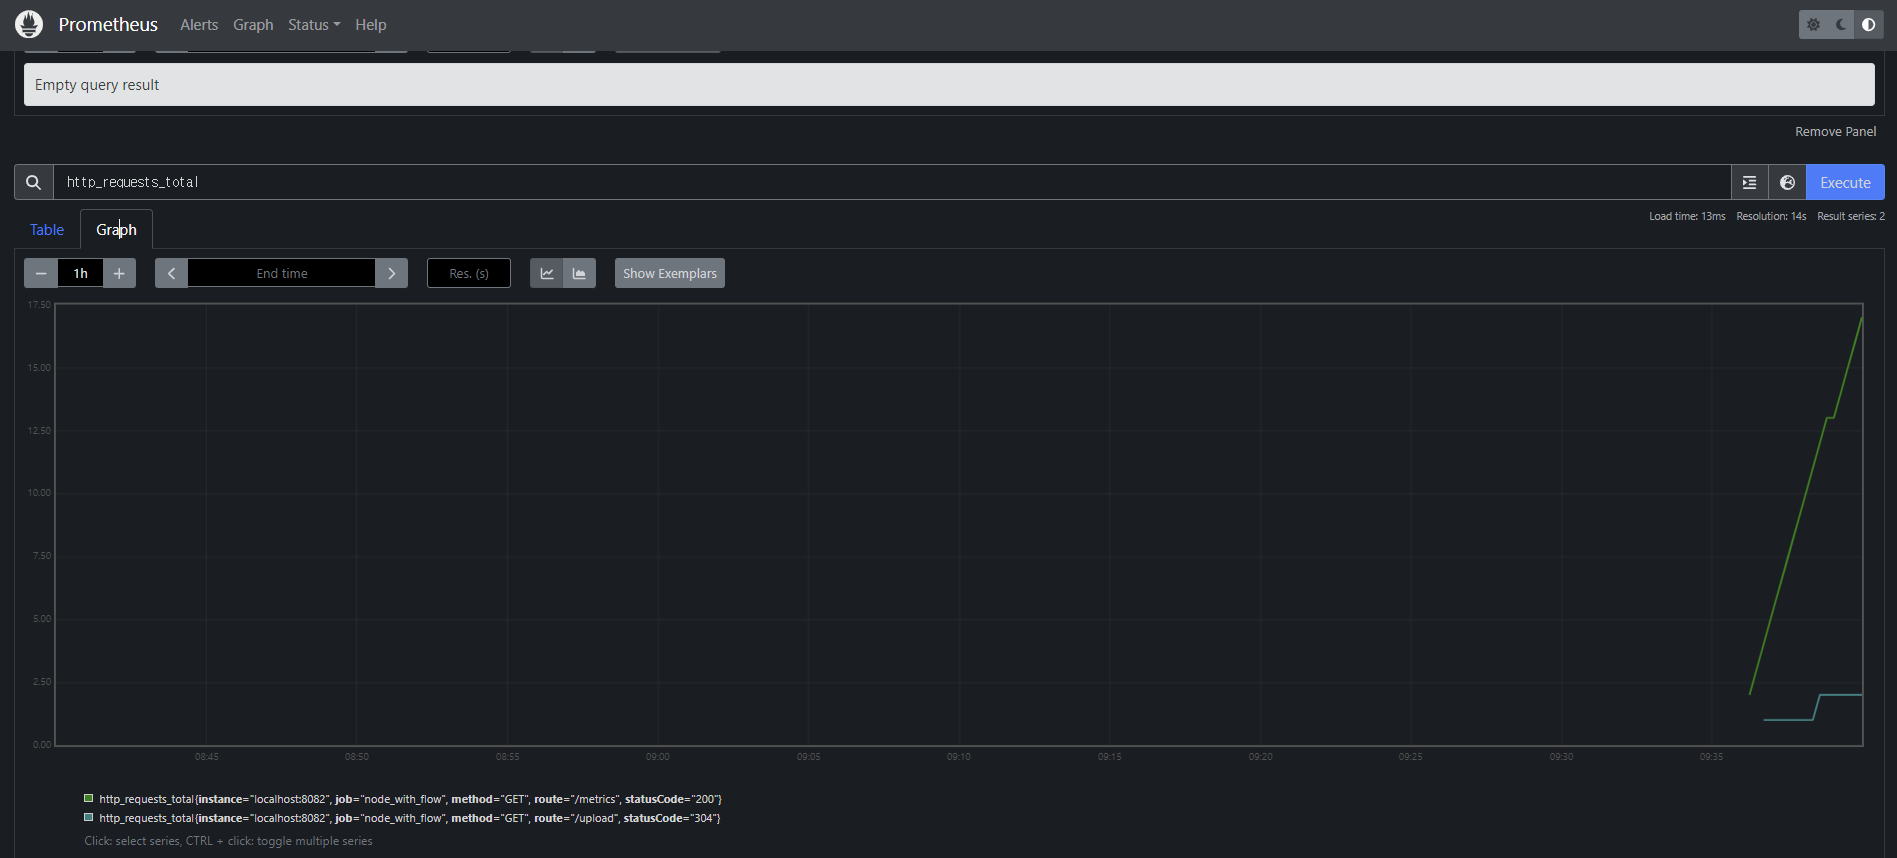 Prometheus Alerts Graph Status Help
Empty query result
Remove Panel
http_requests_total
Execute
Load time: 13ms Resolution: 14s Result series: 2
Table Graph
1h End time Res. (s) Show Exemplars
17.50
15.00
12.50
10.00
7.50
5.00
2.50
0.00
08:45 08:50 08:55 09:00 09:05 09:10 09:15 09:20 09:25 09:30 09:35
http_requests_total{instance="localhost:8082", job="node_with_flow", method="GET", route="/metrics", statusCode="200"}
http_requests_total{instance="localhost:8082", job="node_with_flow", method="GET", route="/upload", statusCode="304"}
Click: select series, CTRL + click: toggle multiple series